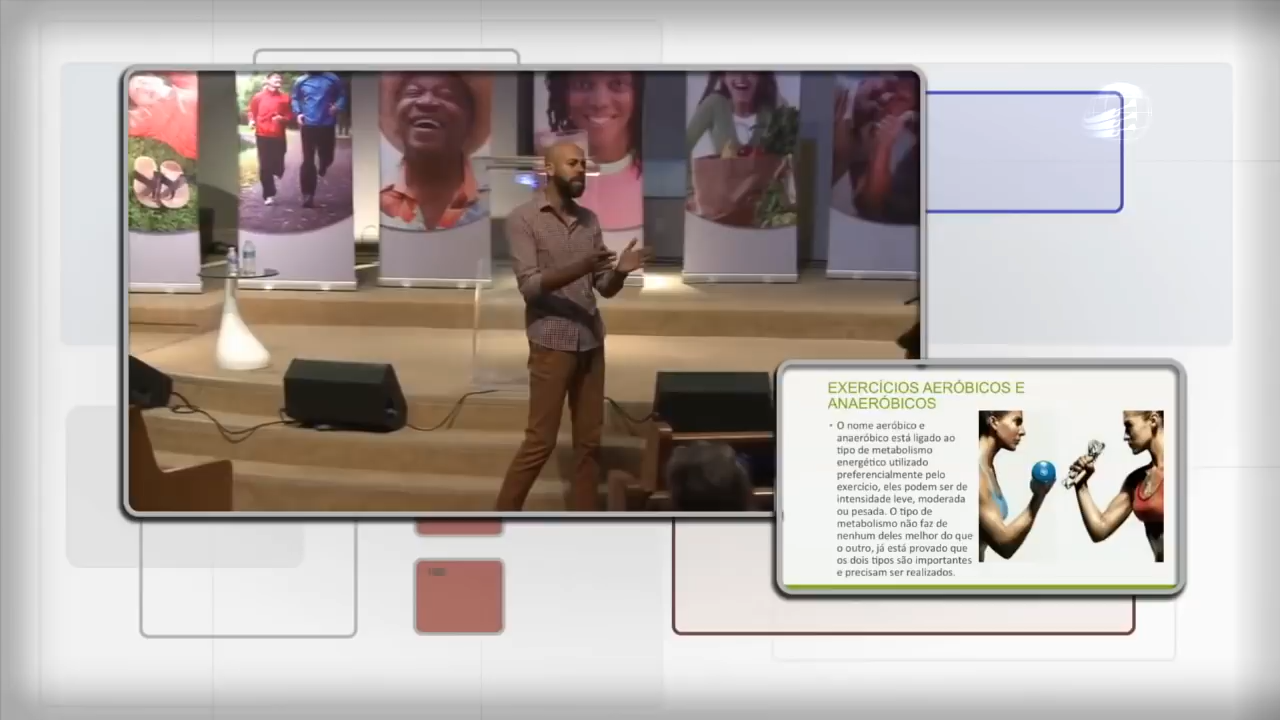 EXERCÍCIOS AERÓBICOS E
ANAERÓBICOS
• O nome aeróbico e
anaeróbico está ligado ao
tipo de metabolismo
energético utilizado
preferencialmente pelo
exercício, eles podem ser de
intensidade leve, moderada
ou pesada. O tipo de
metabolismo não faz de
nenhum deles melhor do que
o outro, já está provado que
os dois tipos são importantes
e precisam ser realizados.